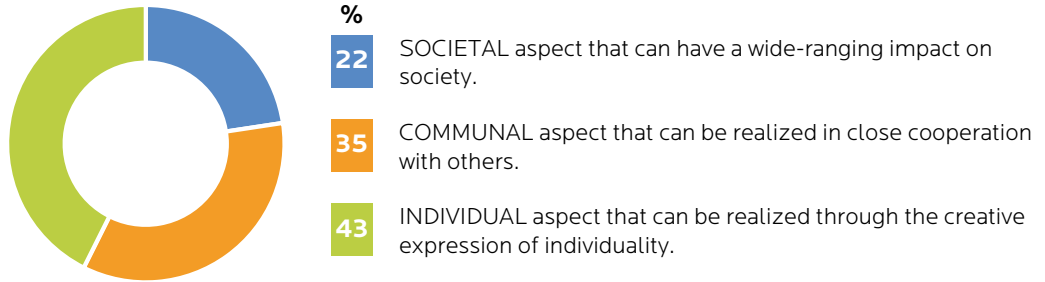 %
22
SOCIETAL aspect that can have a wide-ranging impact on
society.
35
COMMUNAL aspect that can be realized in close cooperation
with others.
43
INDIVIDUAL aspect that can be realized through the creative
expression of individuality.